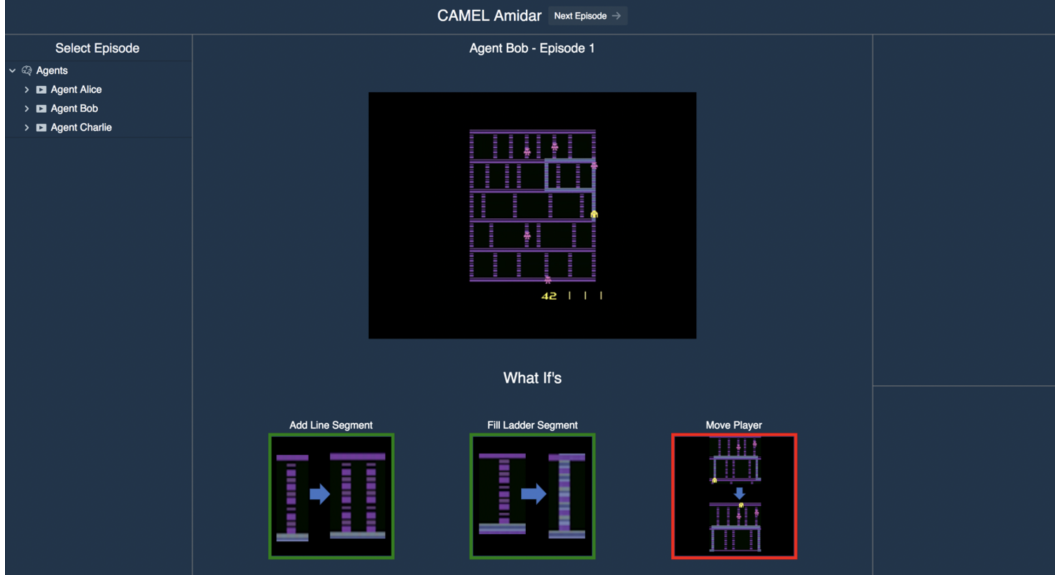 CAMEL Amidar Next Episode →
Select Episode
Agents
Agent Alice
Agent Bob
Agent Charlie
Agent Bob - Episode 1
42
What If's
Add Line Segment
Fill Ladder Segment
Move Player